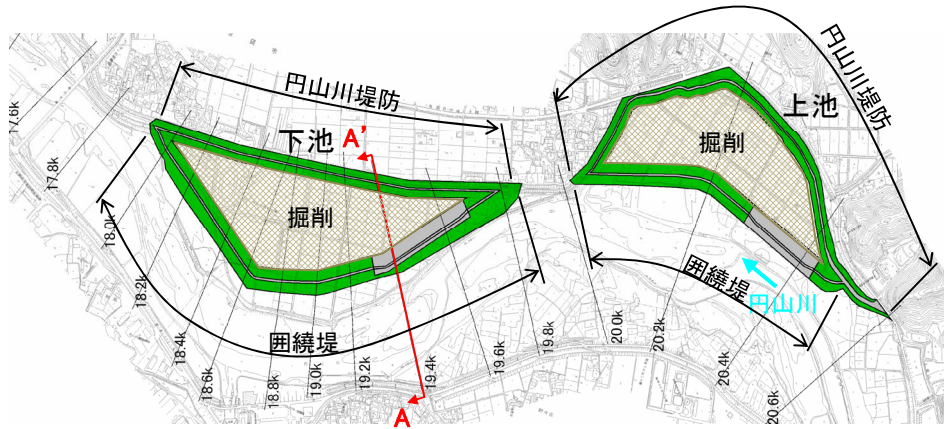 円山川堤防
下池
A'
掘削
囲繞堤
A
円山川堤防
上池
掘削
囲繞堤
円山川
17.6k
17.8k
18.0k
18.2k
18.4k
18.6k
18.8k
19.0k
19.2k
19.4k
19.6k
19.8k
20.0k
20.2k
20.4k
20.6k